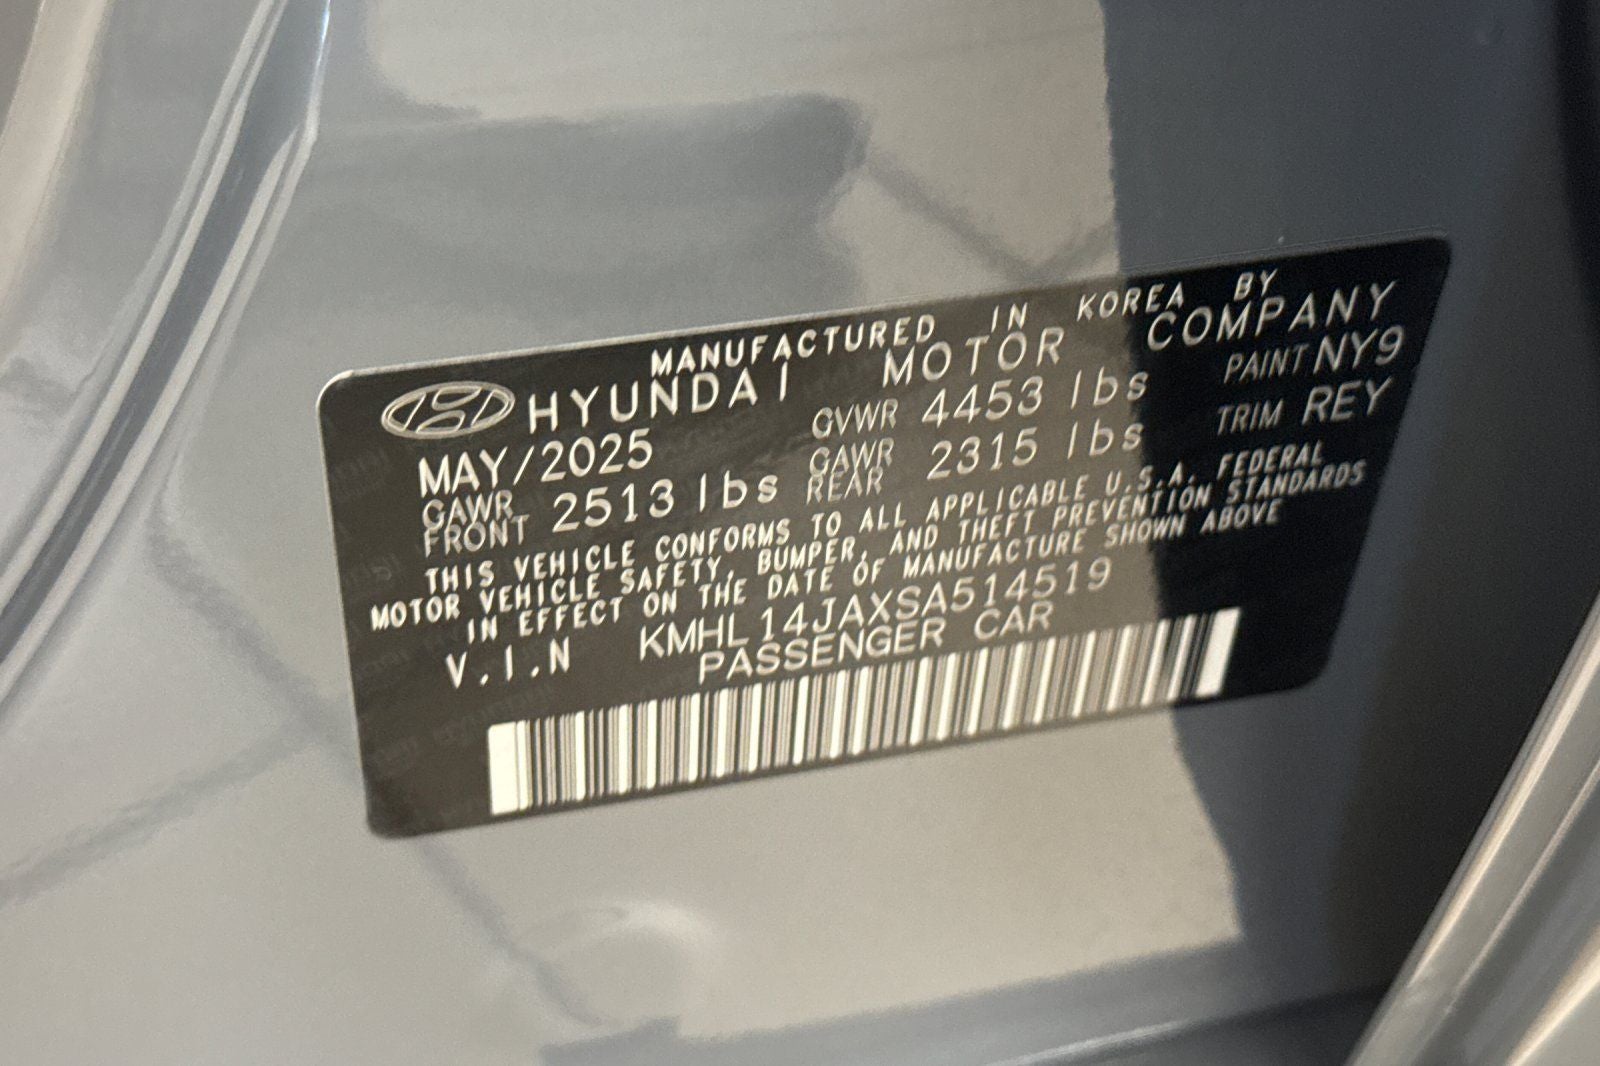 MANUFACTURED IN KOREA BY
HYUNDAI MOTOR COMPANY
MAY/2025 GVWR 4453 lbs PAINT NY9
GAWR FRONT 2513 lbs GAWR REAR 2315 lbs TRIM REY
THIS VEHICLE CONFORMS TO ALL APPLICABLE U.S.A. FEDERAL
MOTOR VEHICLE SAFETY, BUMPER, AND THEFT PREVENTION STANDARDS
IN EFFECT ON THE DATE OF MANUFACTURE SHOWN ABOVE
V.I.N KMHL14JAXSA514519
PASSENGER CAR